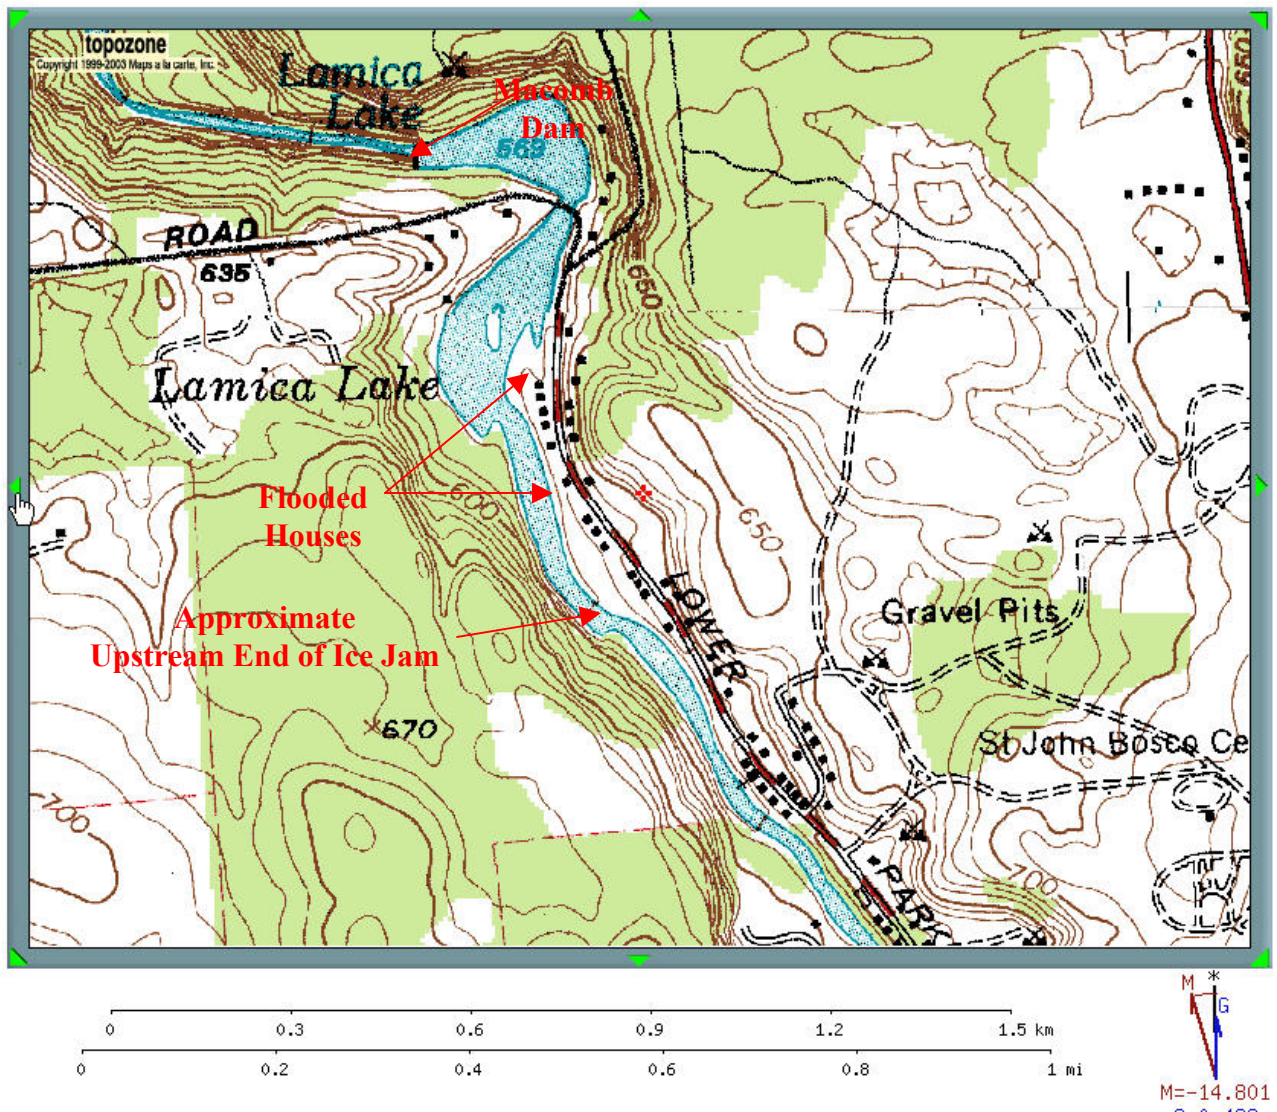 topozone
Copyright 1999-2003 Maps a la carte, Inc.
Lamica
Lake
Macomb
Dam
569
650
650
ROAD
635
Lamica Lake
Flooded
Houses
600
650
Approximate
Upstream End of Ice Jam
LOWER
Gravel Pits
670
St John Bosco Ce
700
PARK
700
0 0.3 0.6 0.9 1.2 1.5 km
0 0.2 0.4 0.6 0.8 1 mi
M *
G
M=-14.801